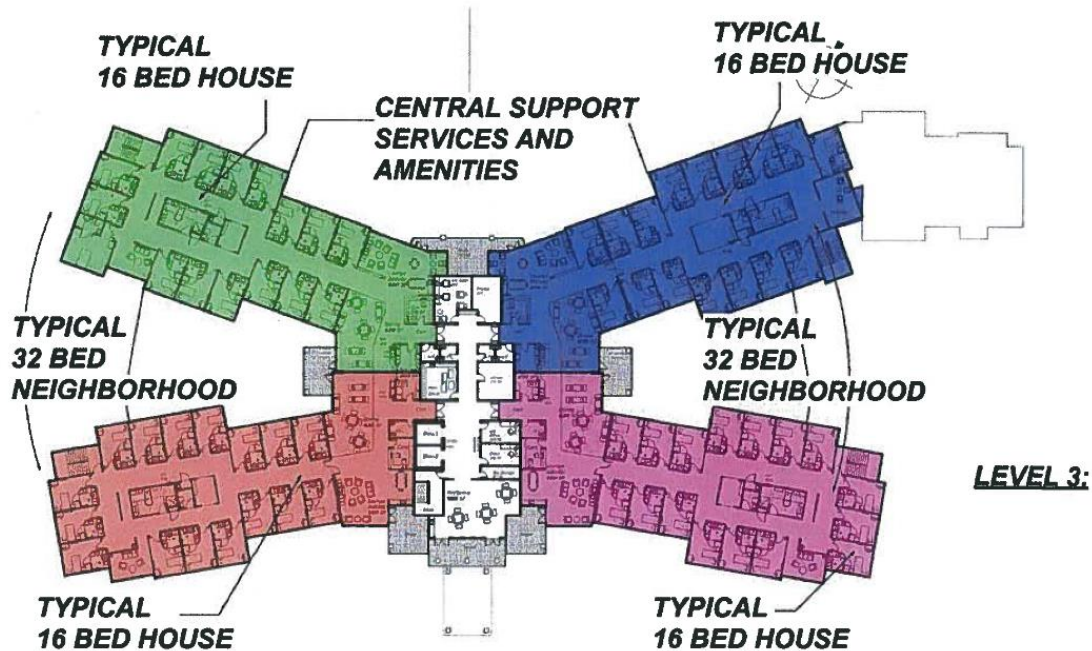 TYPICAL
16 BED HOUSE
TYPICAL
16 BED HOUSE
CENTRAL SUPPORT
SERVICES AND
AMENITIES
TYPICAL
32 BED
NEIGHBORHOOD
TYPICAL
32 BED
NEIGHBORHOOD
LEVEL 3:
TYPICAL
16 BED HOUSE
TYPICAL
16 BED HOUSE